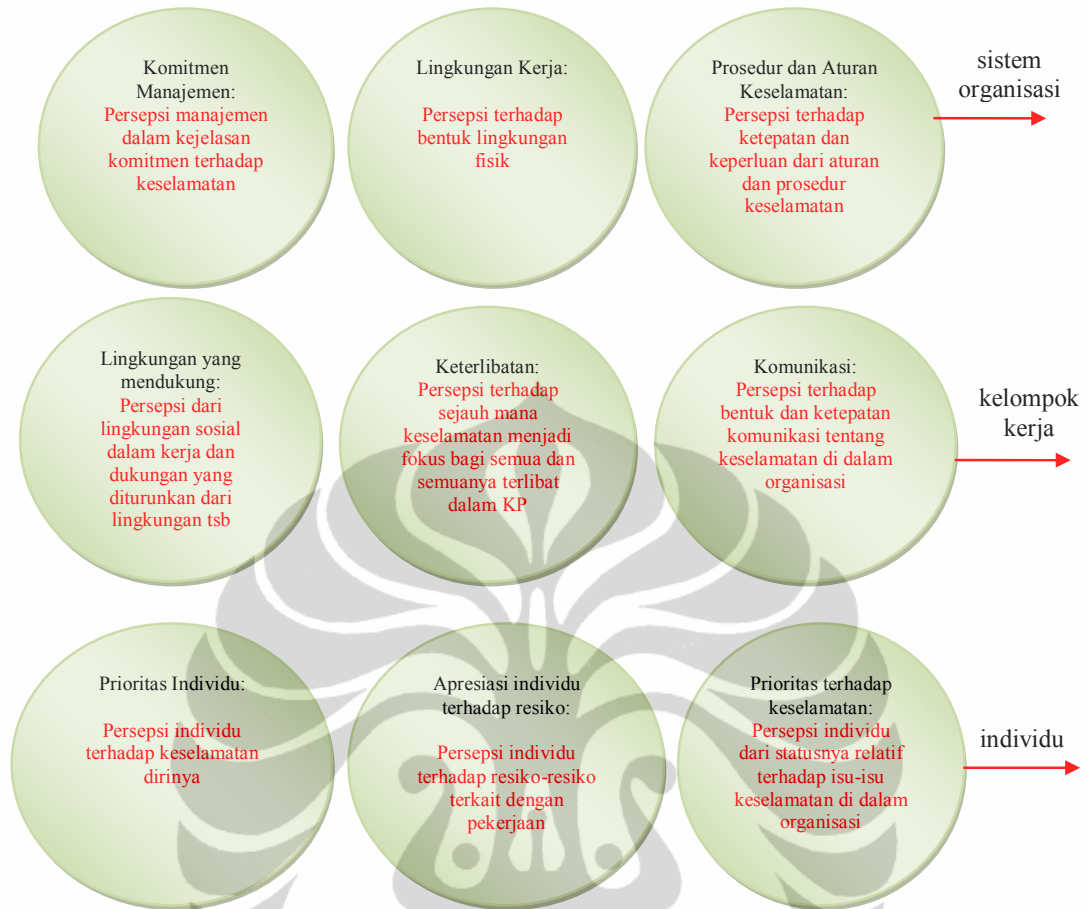 Komitmen
Manajemen:
Persepsi manajemen
dalam kejelasan
komitmen terhadap
keselamatan
Lingkungan Kerja:
Persepsi terhadap
bentuk lingkungan
fisik
Prosedur dan Aturan
Keselamatan:
Persepsi terhadap
ketepatan dan
keperluan dari aturan
dan prosedur
keselamatan
sistem
organisasi
Lingkungan yang
mendukung:
Persepsi dari
lingkungan sosial
dalam kerja dan
dukungan yang
diturunkan dari
lingkungan tsb
Keterlibatan:
Persepsi terhadap
sejauh mana
keselamatan menjadi
fokus bagi semua dan
semuanya terlibat
dalam KP
Komunikasi:
Persepsi terhadap
bentuk dan ketepatan
komunikasi tentang
keselamatan di dalam
organisasi
kelompok
kerja
Prioritas Individu:
Persepsi individu
terhadap keselamatan
dirinya
Apresiasi individu
terhadap resiko:
Persepsi individu
terhadap resiko-resiko
terkait dengan
pekerjaan
Prioritas terhadap
keselamatan:
Persepsi individu
dari statusnya relatif
terhadap isu-isu
keselamatan di dalam
organisasi
individu